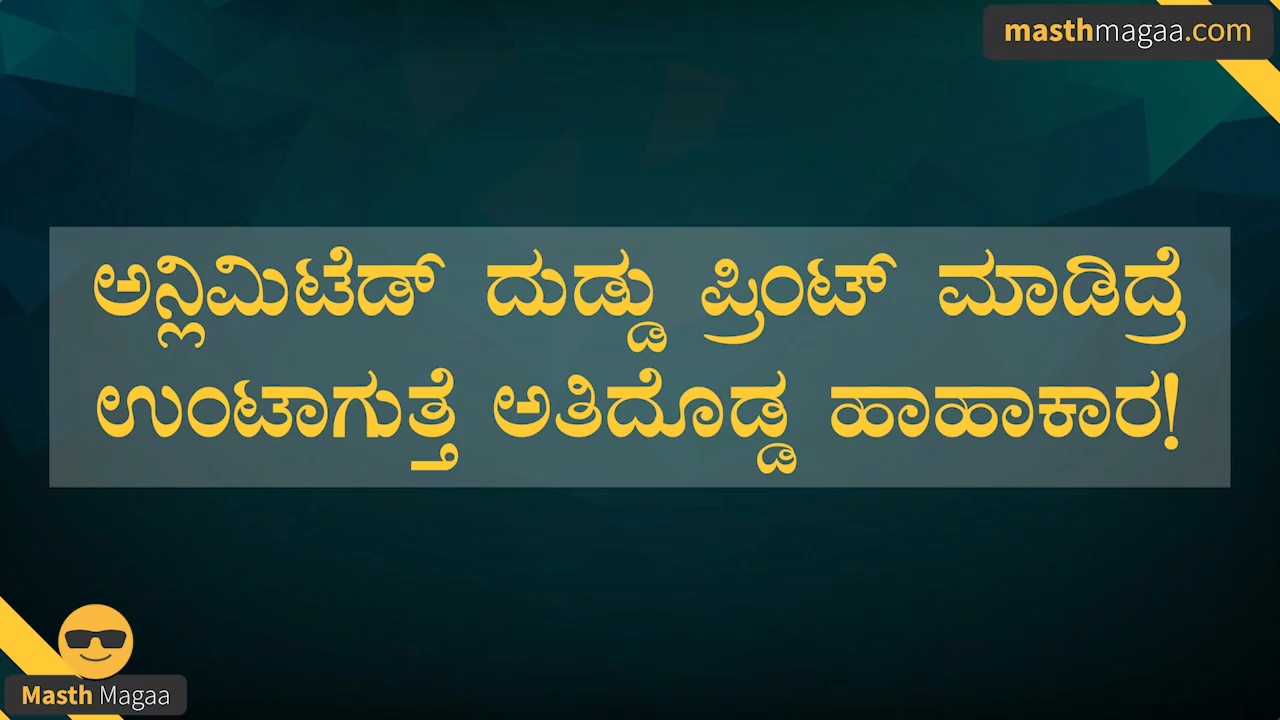 masthmagaa.com
ಅನ್ಲಿಮಿಟೆಡ್ ದುಡ್ಡು ಪ್ರಿಂಟ್ ಮಾಡಿದ್ರೆ
ಉಂಟಾಗುತ್ತೆ ಅತಿದೊಡ್ಡ ಹಾಹಾಕಾರ!
Masth Magaa